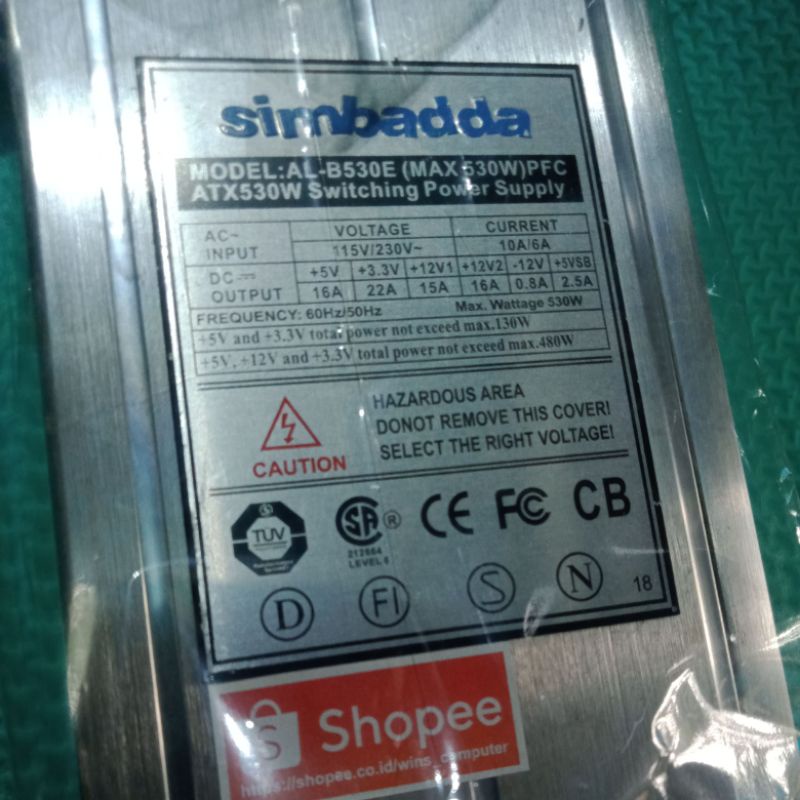 simbadda
MODEL:AL-B530E (MAX 530W)PFC
ATX530W Switching Power Supply
AC~ INPUT VOLTAGE CURRENT
115V/230V~ 10A/6A
DC⎓ OUTPUT +5V +3.3V +12V1 +12V2 -12V +5VSB
16A 22A 15A 16A 0.8A 2.5A
FREQUENCY: 60Hz/50Hz Max. Wattage 530W
+5V and +3.3V total power not exceed max.130W
+5V, +12V and +3.3V total power not exceed max.480W
HAZARDOUS AREA
DONOT REMOVE THIS COVER!
SELECT THE RIGHT VOLTAGE!
CAUTION
TUV SA ® CE FC CB
212664
LEVEL 6
D FI S N 18
Shopee
https://shopee.co.id/wins_computer